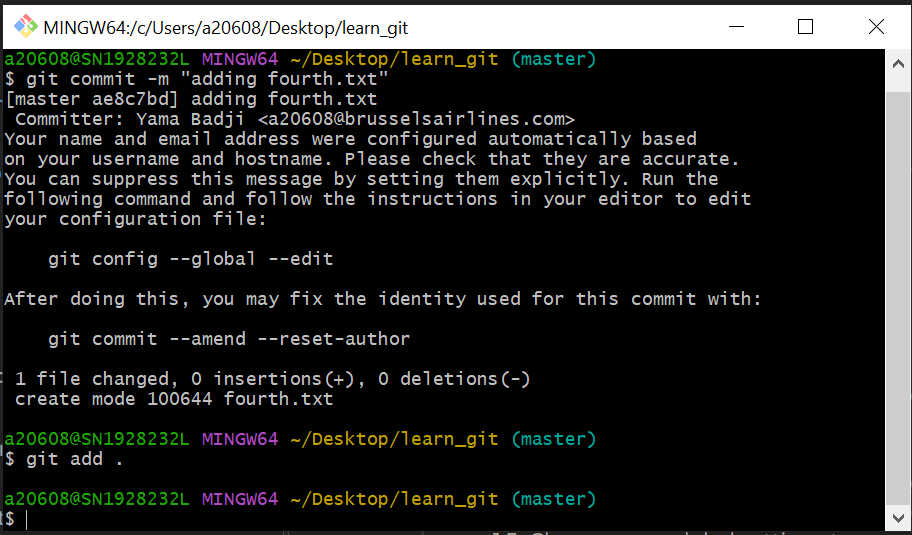 MINGW64:/c/Users/a20608/Desktop/learn_git
a20608@SN1928232L MINGW64 ~/Desktop/learn_git (master)
$ git commit -m "adding fourth.txt"
[master ae8c7bd] adding fourth.txt
 Committer: Yama Badji <a20608@brusselsairlines.com>
Your name and email address were configured automatically based
on your username and hostname. Please check that they are accurate.
You can suppress this message by setting them explicitly. Run the
following command and follow the instructions in your editor to edit
your configuration file:

    git config --global --edit

After doing this, you may fix the identity used for this commit with:

    git commit --amend --reset-author

 1 file changed, 0 insertions(+), 0 deletions(-)
 create mode 100644 fourth.txt

a20608@SN1928232L MINGW64 ~/Desktop/learn_git (master)
$ git add .

a20608@SN1928232L MINGW64 ~/Desktop/learn_git (master)
$